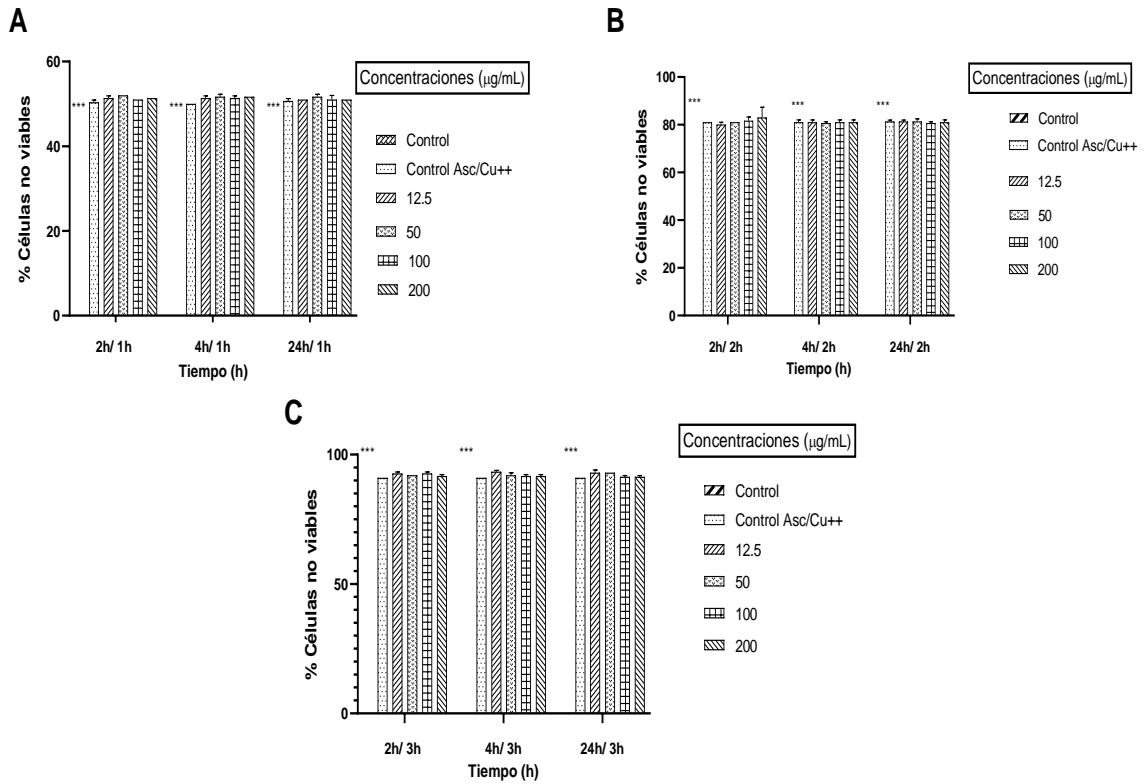 A
Concentraciones (µg/mL)
% Células no viables
60
40
20
0
*** *** ***
2h/ 1h 4h/ 1h 24h/ 1h
Tiempo (h)
Control
Control Asc/Cu++
12.5
50
100
200
B
Concentraciones (µg/mL)
% Células no viables
100
80
60
40
20
0
*** *** ***
2h/ 2h 4h/ 2h 24h/ 2h
Tiempo (h)
Control
Control Asc/Cu++
12.5
50
100
200
C
Concentraciones (µg/mL)
% Células no viables
100
50
0
*** *** ***
2h/ 3h 4h/ 3h 24h/ 3h
Tiempo (h)
Control
Control Asc/Cu++
12.5
50
100
200